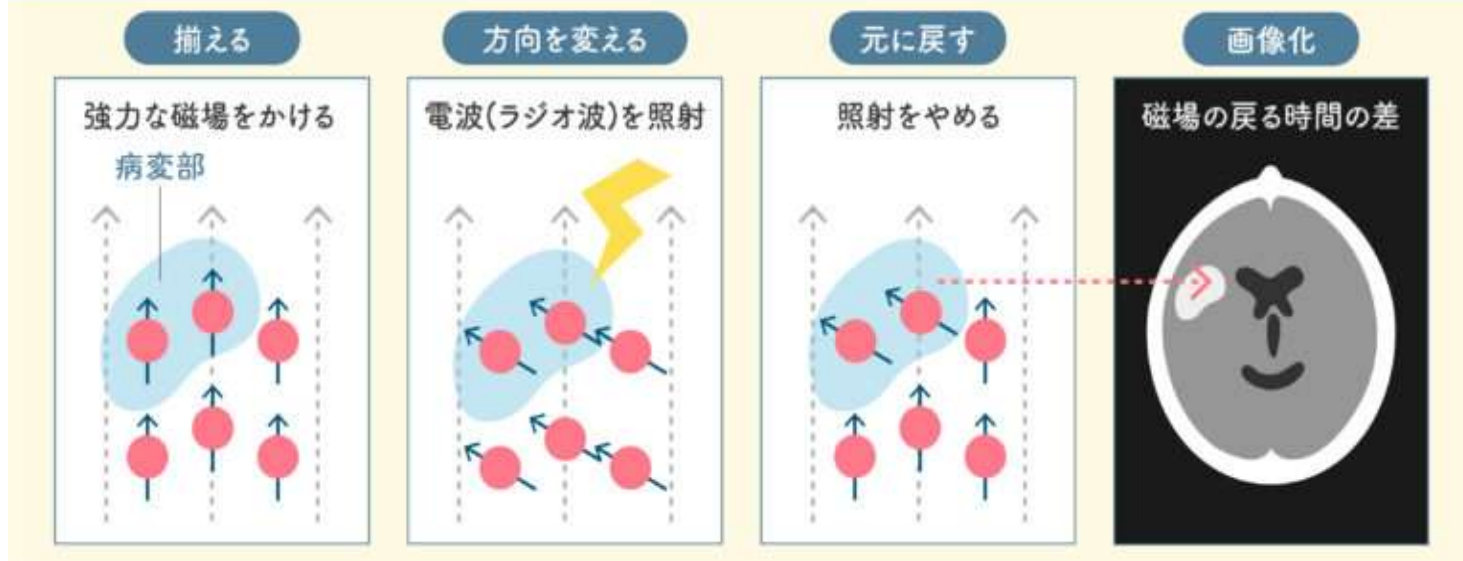 揃える
強力な磁場をかける
病変部
方向を変える
電波(ラジオ波)を照射
元に戻す
照射をやめる
画像化
磁場の戻る時間の差